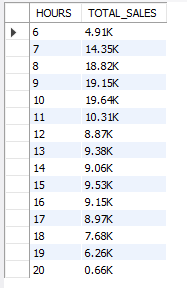 HOURS TOTAL_SALES
6 4.91K
7 14.35K
8 18.82K
9 19.15K
10 19.64K
11 10.31K
12 8.87K
13 9.38K
14 9.06K
15 9.53K
16 9.15K
17 8.97K
18 7.68K
19 6.26K
20 0.66K